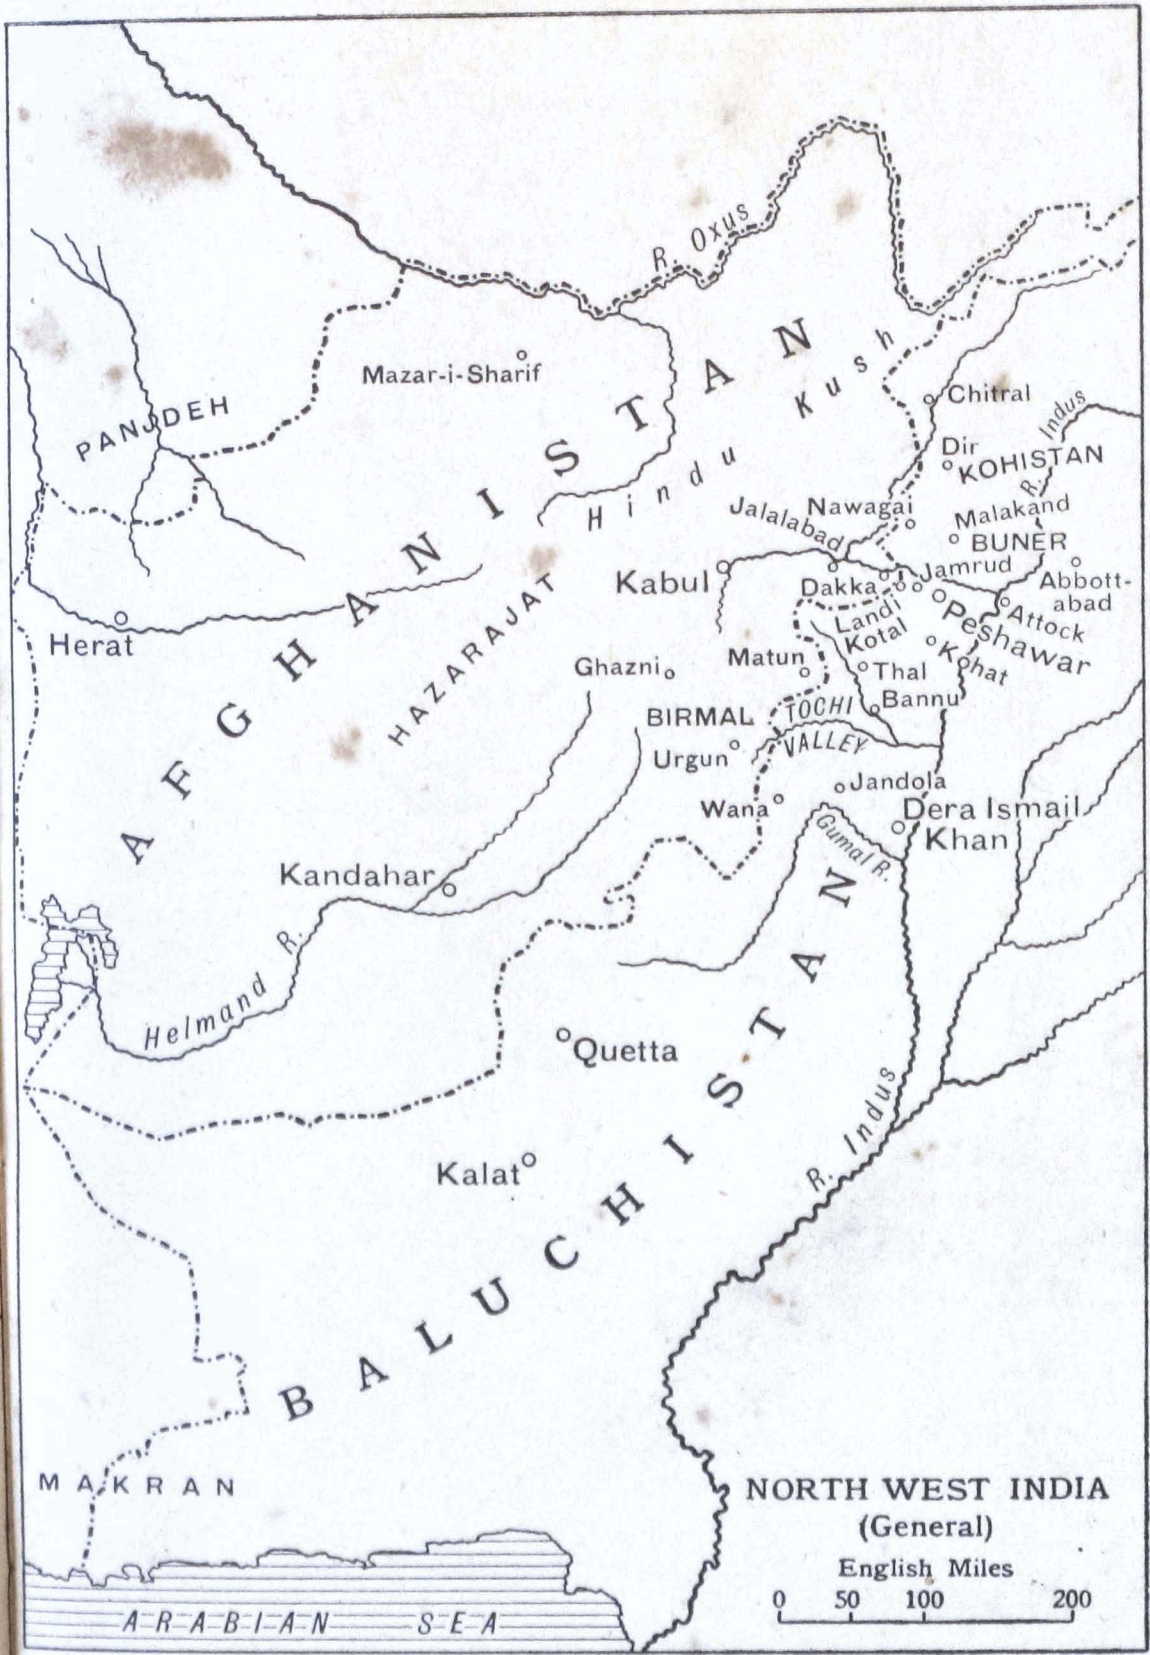 R. Oxus
AFGHANISTAN
Hindu Kush
Mazar-i-Sharif
PANJDEH
Chitral
R. Indus
Dir
KOHISTAN
Nawagai
Malakand
Jalalabad
BUNER
Kabul
Dakka
Jamrud
Abbott-
abad
Landi
Kotal
Peshawar
Attock
Herat
HAZARAJAT
Kohat
Ghazni
Matun
Thal
BIRMAL
TOCHI
VALLEY
Bannu
Urgun
Wana
Jandola
Dera Ismail
Khan
Gumal R.
Kandahar
Helmand R.
Quetta
BALUCHISTAN
Kalat
R. Indus
MAKRAN
ARABIAN SEA
NORTH WEST INDIA
(General)
English Miles
0 50 100 200